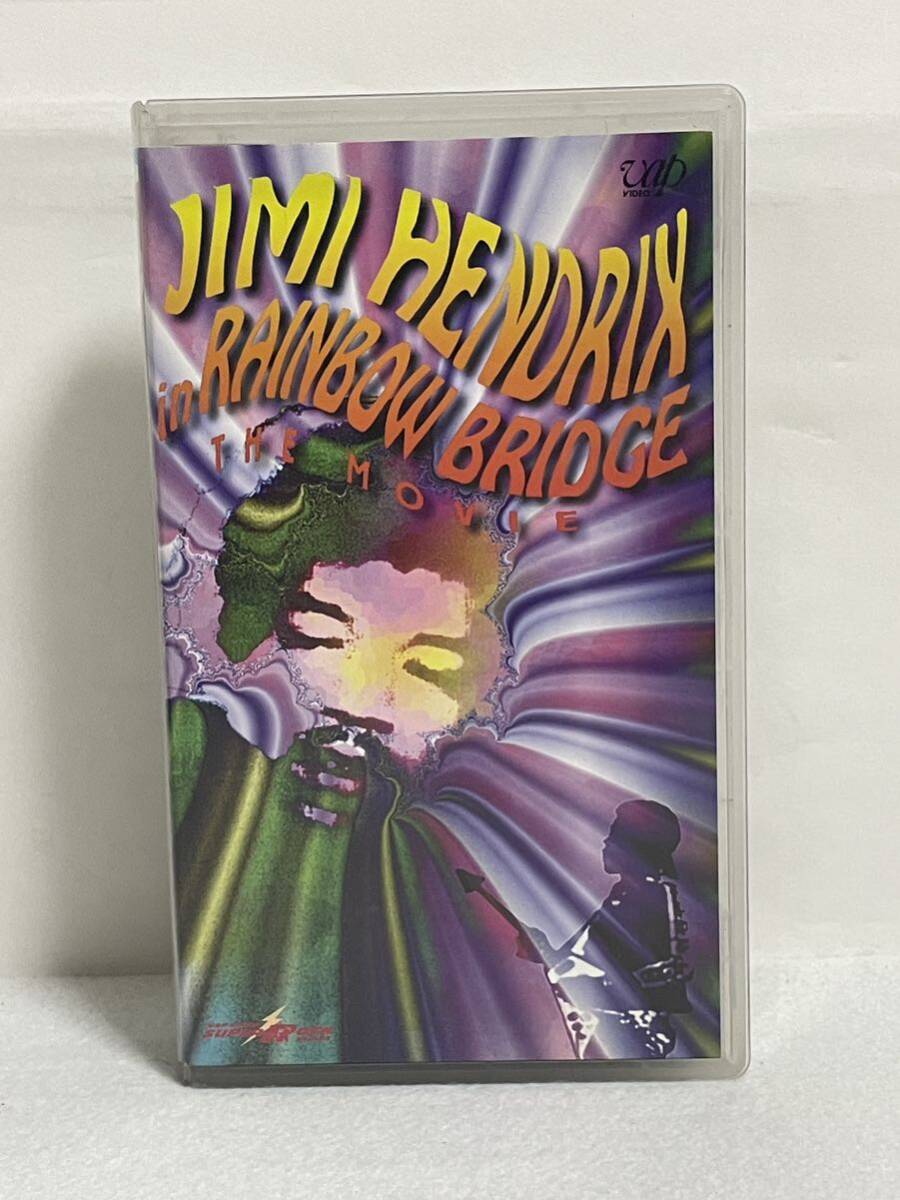 vap
VIDEO
JIMI HENDRIX
in RAINBOW BRIDGE
THE MOVIE